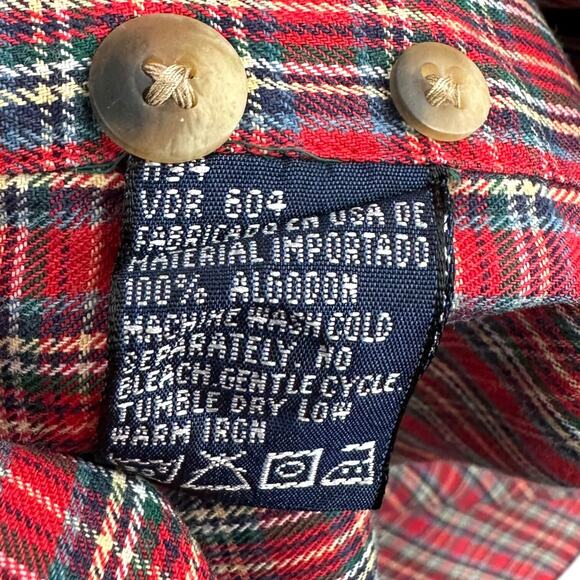 VDR 604
FABRICADO EN USA DE
MATERIAL IMPORTADO
100% ALGODON
MACHINE WASH COLD
SEPARATELY. NO
BLEACH. GENTLE CYCLE.
TUMBLE DRY LOW
WARM IRON